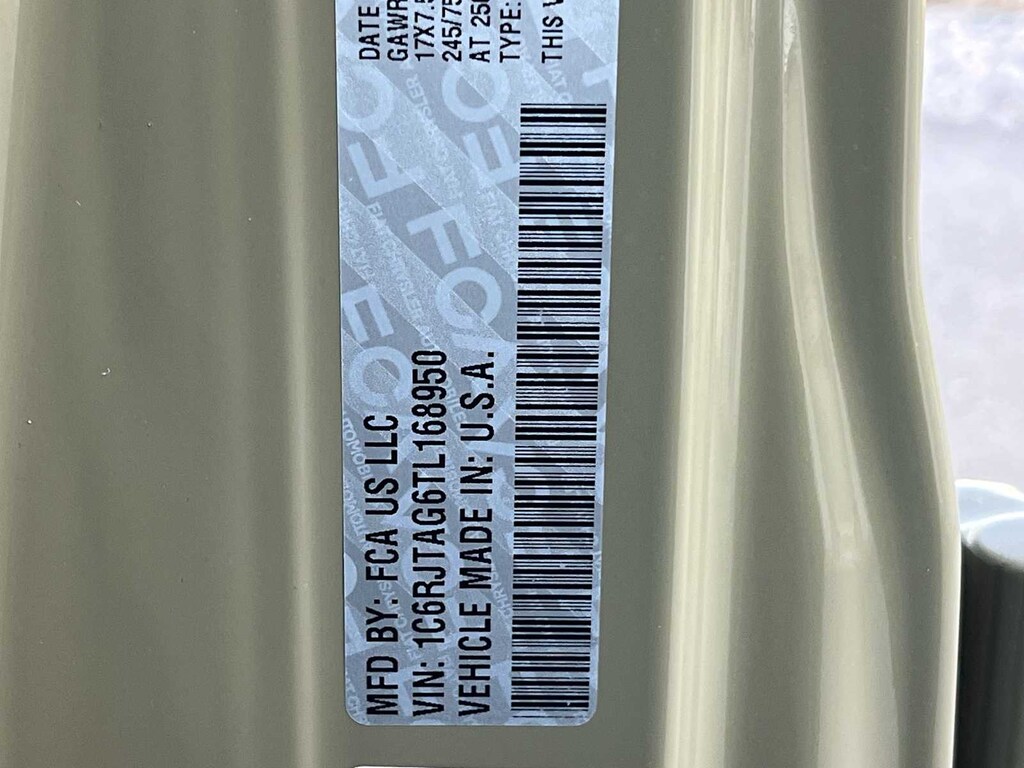 DATE
GAWR
17X7.5
245/75
AT 250
TYPE:
THIS V
MFD BY: FCA US LLC
VIN: 1C6RJTAG6TL168950
VEHICLE MADE IN: U.S.A.